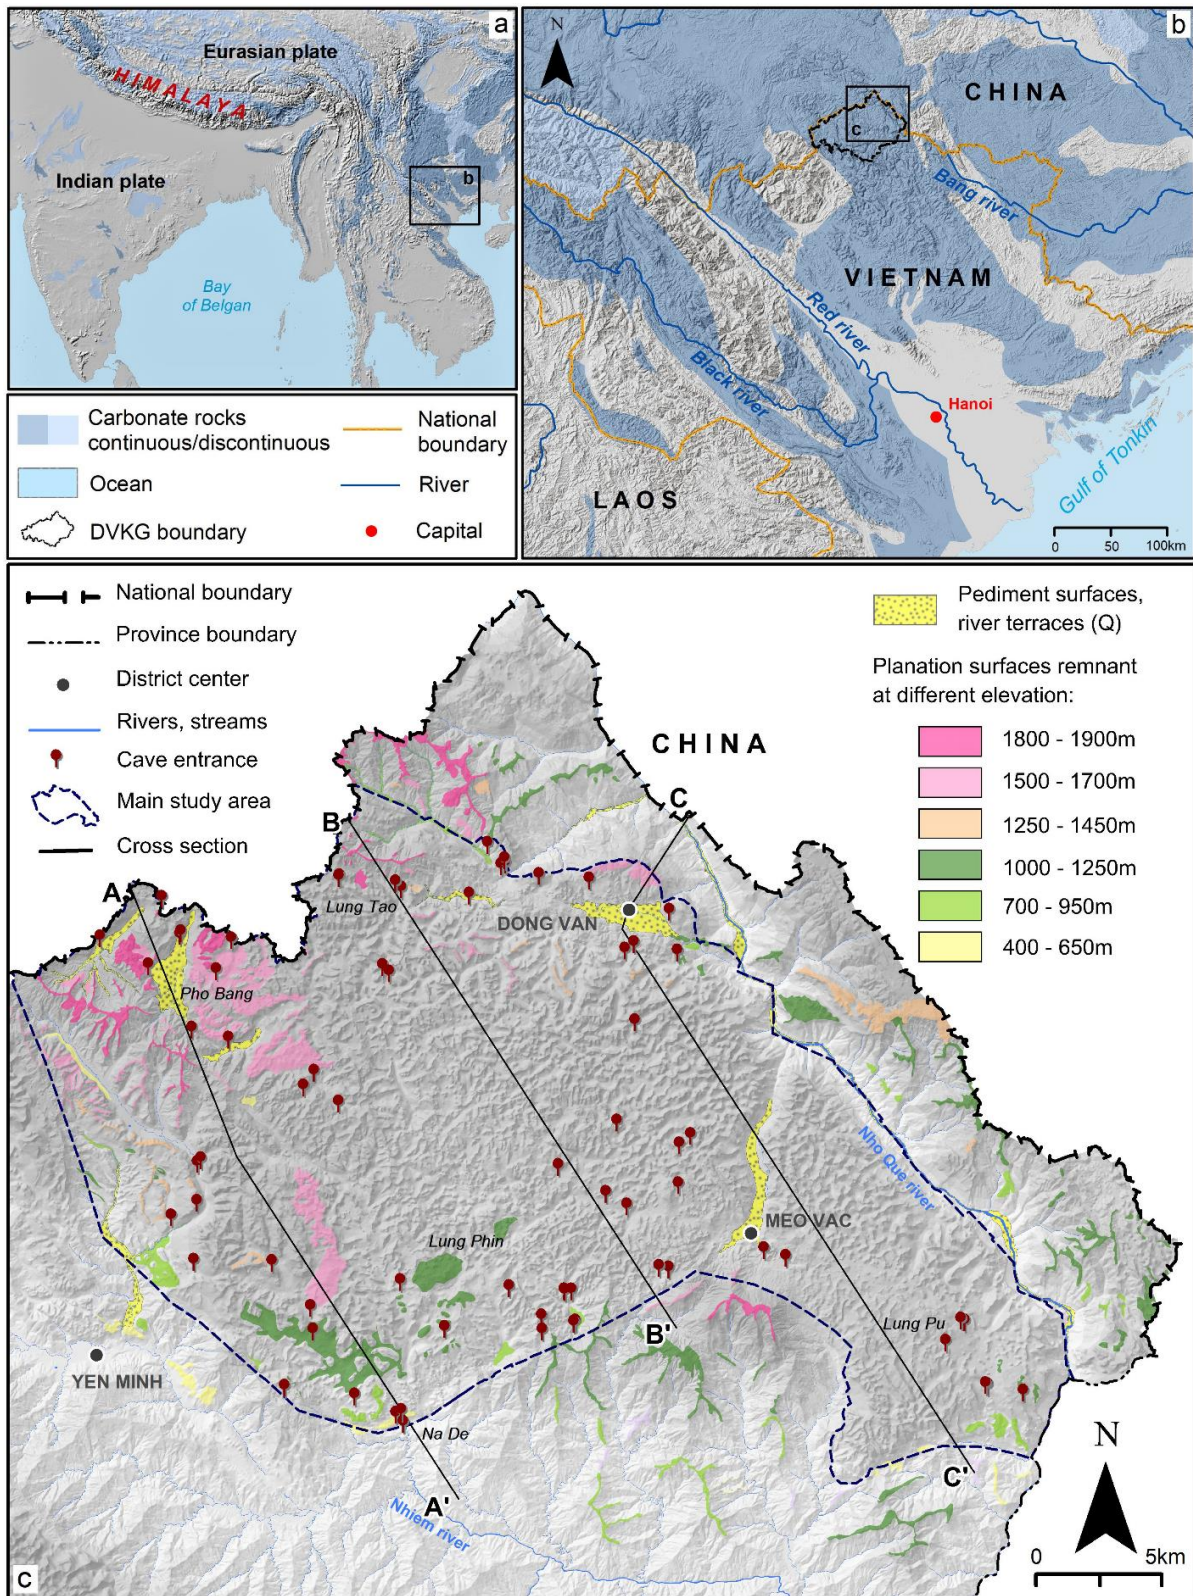 a
Eurasian plate
HIMALAYA
Indian plate
b
Bay
of Belgan
N
b
CHINA
c
Bang river
VIETNAM
Red river
Black river
Hanoi
LAOS
Gulf of Tonkin
0 50 100km
Carbonate rocks
continuous/discontinuous
National
boundary
Ocean
River
DVKG boundary
Capital
National boundary
Province boundary
District center
Rivers, streams
Cave entrance
Main study area
Cross section
Pediment surfaces,
river terraces (Q)
Planation surfaces remnant
at different elevation:
1800 - 1900m
1500 - 1700m
1250 - 1450m
1000 - 1250m
700 - 950m
400 - 650m
CHINA
C
B
A
Lung Tao
DONG VAN
Pho Bang
Nho Que river
MEO VAC
Lung Phin
Lung Pu
B'
YEN MINH
Na De
C'
A'
Nhiem river
N
0 5km
c